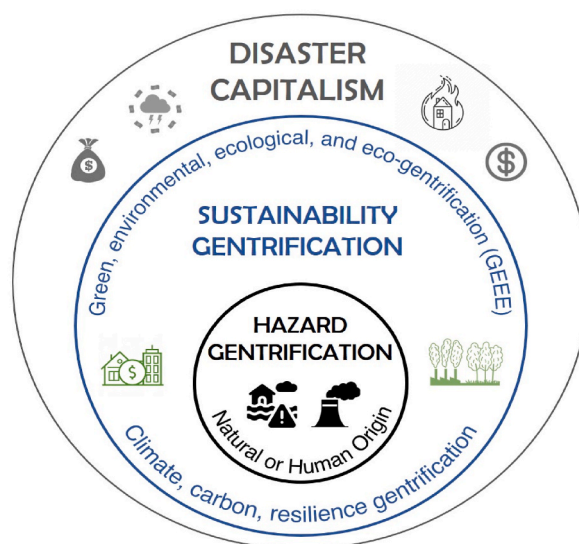 DISASTER
CAPITALISM
$
$
Green, environmental, ecological, and eco-gentrification (GEEE)
SUSTAINABILITY
GENTRIFICATION
HAZARD
GENTRIFICATION
$
Natural or Human Origin
Climate, carbon, resilience gentrification